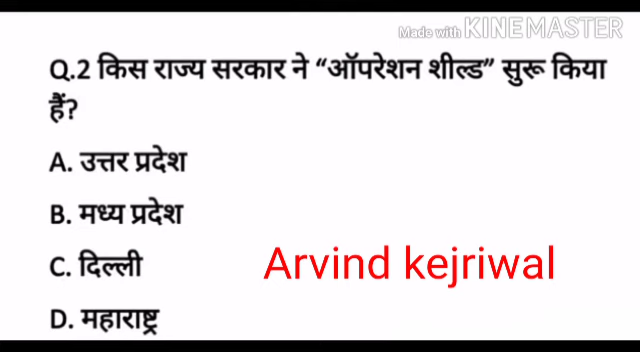 Made with KINEMASTER
Q.2 किस राज्य सरकार ने “ऑपरेशन शील्ड” सुरू किया
हैं?
A. उत्तर प्रदेश
B. मध्य प्रदेश
C. दिल्ली Arvind kejriwal
D. महाराष्ट्र